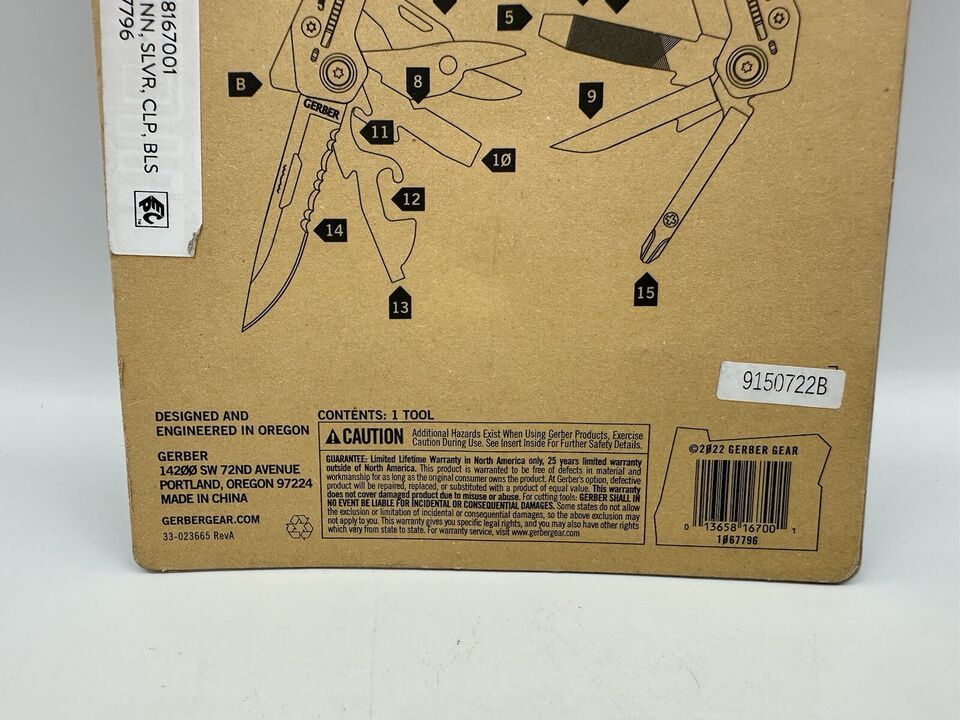 8167001
NN, SLVR, CLP, BLS
7796
EPC
™
B
5
8
9
GERBER
11
10
12
14
13
15
9150722B
DESIGNED AND
ENGINEERED IN OREGON
GERBER
14200 SW 72ND AVENUE
PORTLAND, OREGON 97224
MADE IN CHINA
GERBERGEAR.COM
33-023665 RevA
CONTENTS: 1 TOOL
CAUTION Additional Hazards Exist When Using Gerber Products, Exercise
Caution During Use. See Insert Inside For Further Safety Details.
GUARANTEE: Limited Lifetime Warranty in North America only, 25 years limited warranty
outside of North America. This product is warranted to be free of defects in material and
workmanship for as long as the original consumer owns the product. At Gerber's option, defective
product will be repaired, replaced, or substituted with a product of equal value. This warranty
does not cover damaged product due to misuse or abuse. For cutting tools: GERBER SHALL IN
NO EVENT BE LIABLE FOR INCIDENTAL OR CONSEQUENTIAL DAMAGES. Some states do not allow
the exclusion or limitation of incidental or consequential damages, so the above exclusion may
not apply to you. This warranty gives you specific legal rights, and you may also have other rights
which vary from state to state. For warranty service, visit www.gerbergear.com
©2022 GERBER GEAR
0 13658 16700 1
1067796